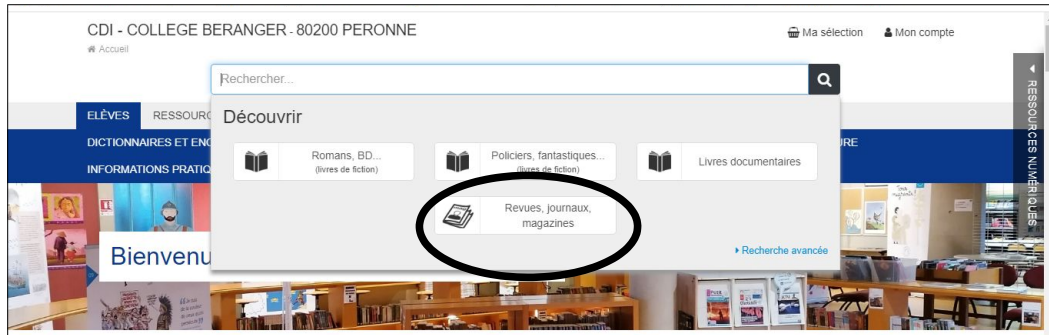 CDI - COLLEGE BERANGER - 80200 PERONNE
Ma sélection
Mon compte
Accueil
Rechercher...
ELÈVES
RESSOURC
Découvrir
DICTIONNAIRES ET ENC
URE
INFORMATIONS PRATIQ
Romans, BD...
(livres de fiction)
Policiers, fantastiques...
(livres de fiction)
Livres documentaires
Revues, journaux,
magazines
Recherche avancée
Bienvenu
RESSOURCES NUMÉRIQUES